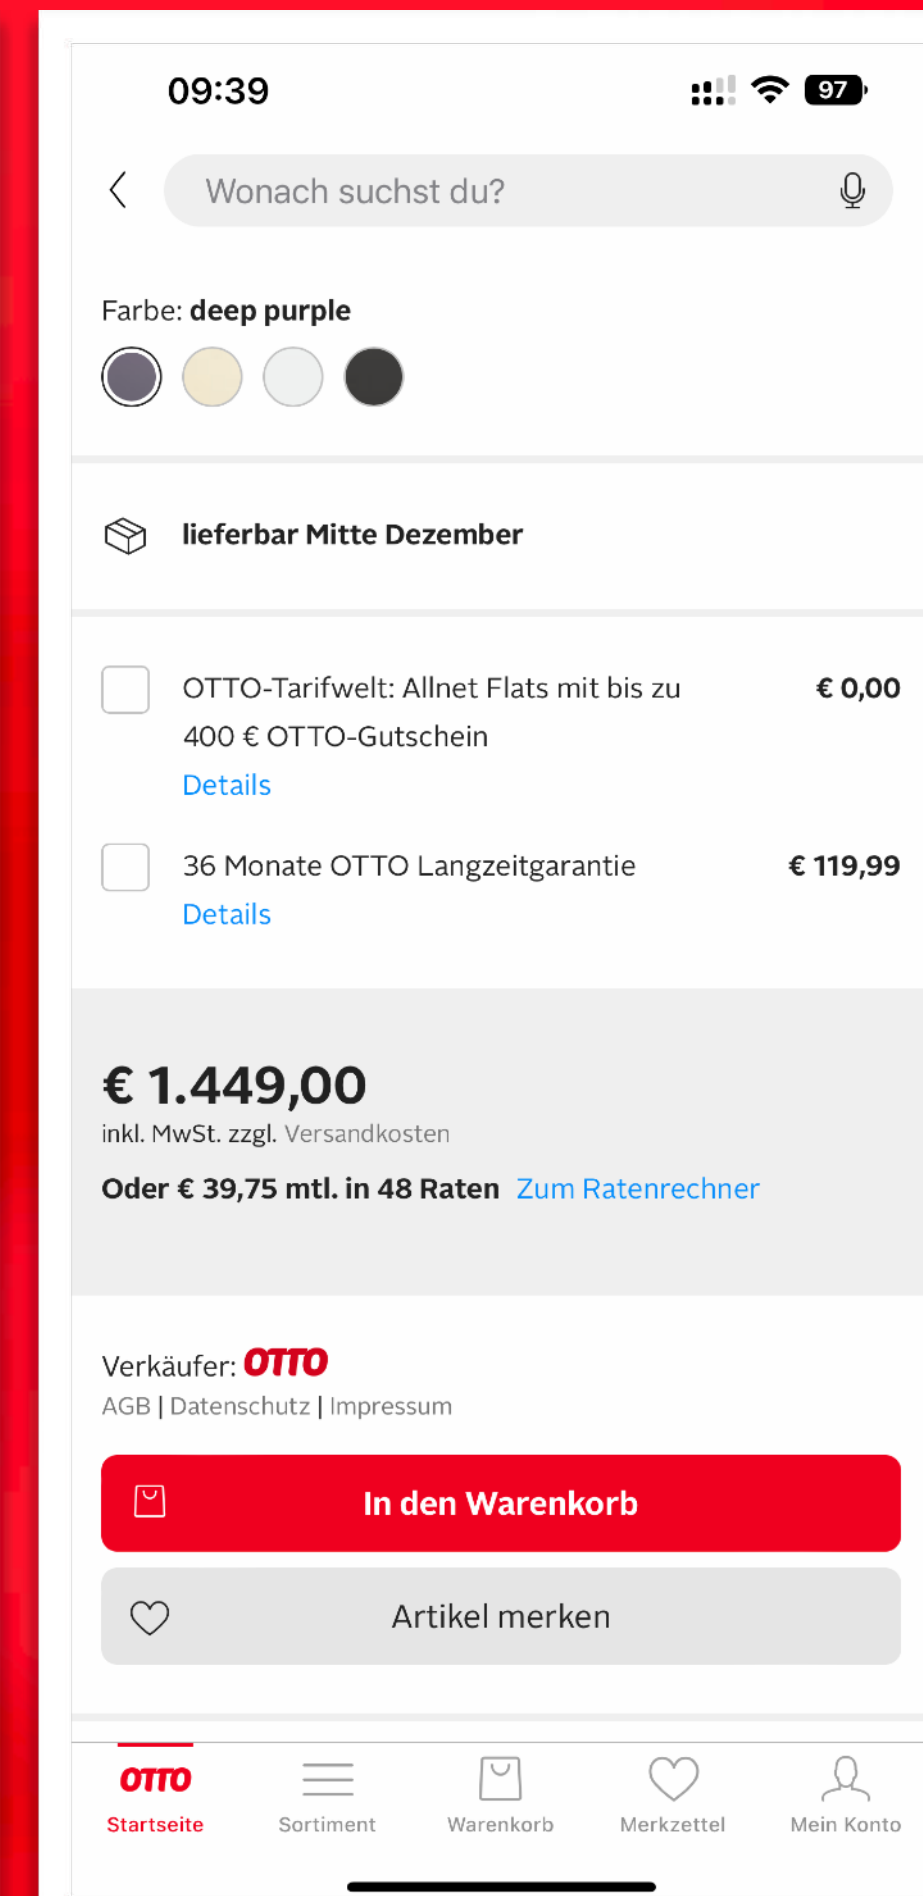 09:39
97
Wonach suchst du?
Farbe: deep purple
lieferbar Mitte Dezember
OTTO-Tarifwelt: Allnet Flats mit bis zu € 0,00
400 € OTTO-Gutschein
Details
36 Monate OTTO Langzeitgarantie € 119,99
Details
€ 1.449,00
inkl. MwSt. zzgl. Versandkosten
Oder € 39,75 mtl. in 48 Raten Zum Ratenrechner
Verkäufer: OTTO
AGB | Datenschutz | Impressum
In den Warenkorb
Artikel merken
OTTO
Startseite Sortiment Warenkorb Merkzettel Mein Konto